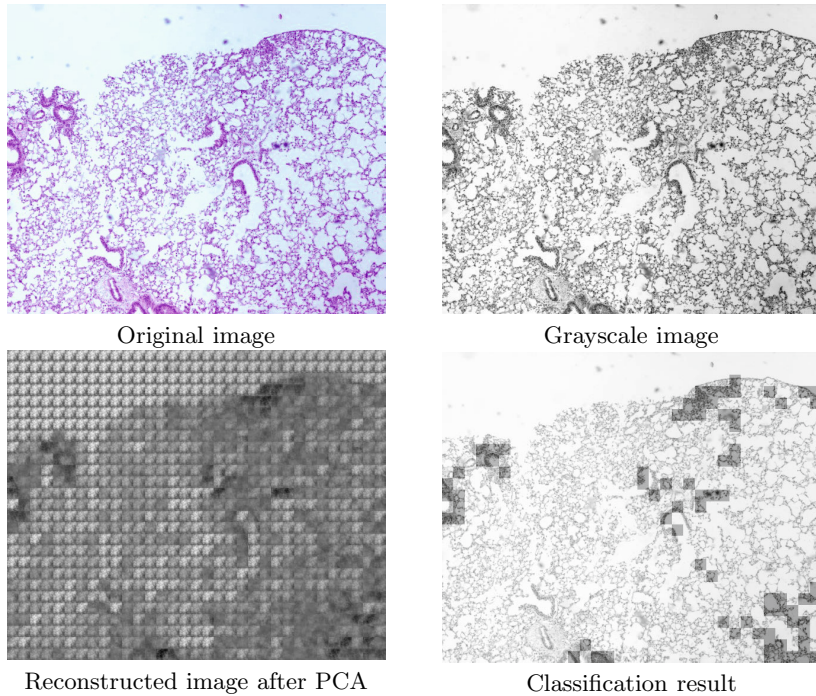 Original image
Grayscale image
Reconstructed image after PCA
Classification result